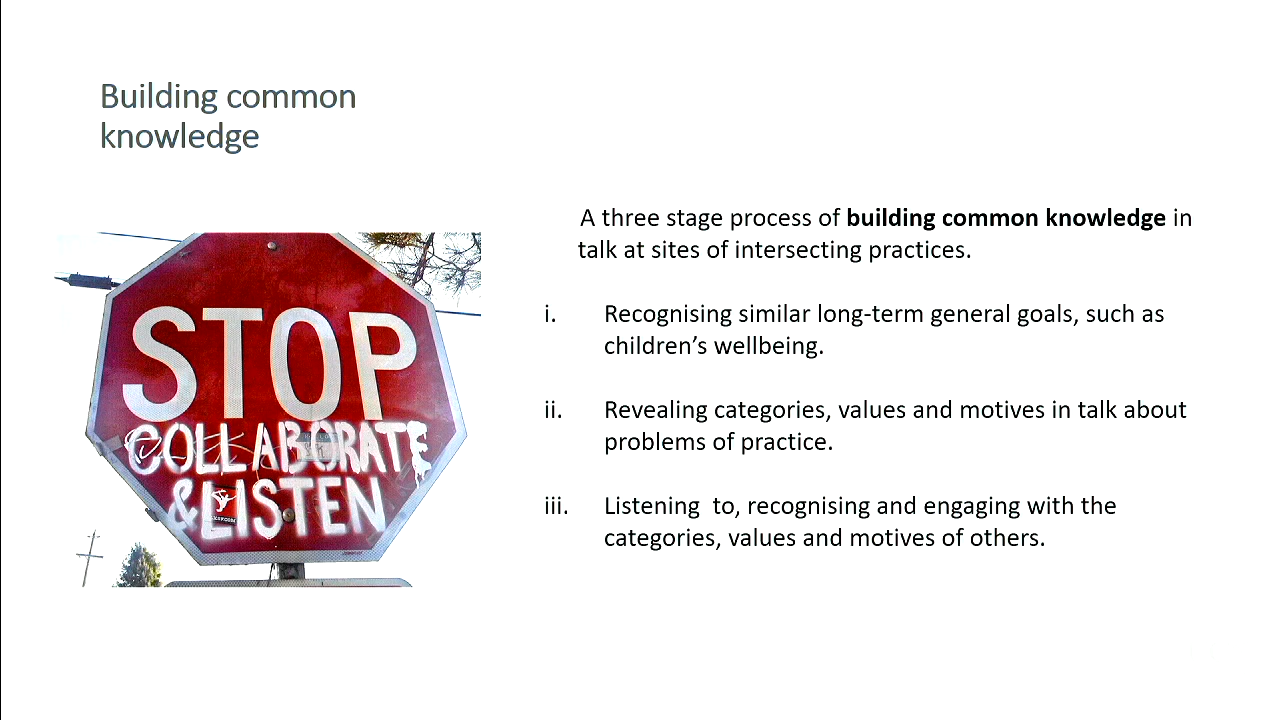 Building common
knowledge
A three stage process of building common knowledge in
talk at sites of intersecting practices.
i. Recognising similar long-term general goals, such as
children’s wellbeing.
ii. Revealing categories, values and motives in talk about
problems of practice.
iii. Listening  to, recognising and engaging with the
categories, values and motives of others.
STOP
COLLABORATE
&LISTEN